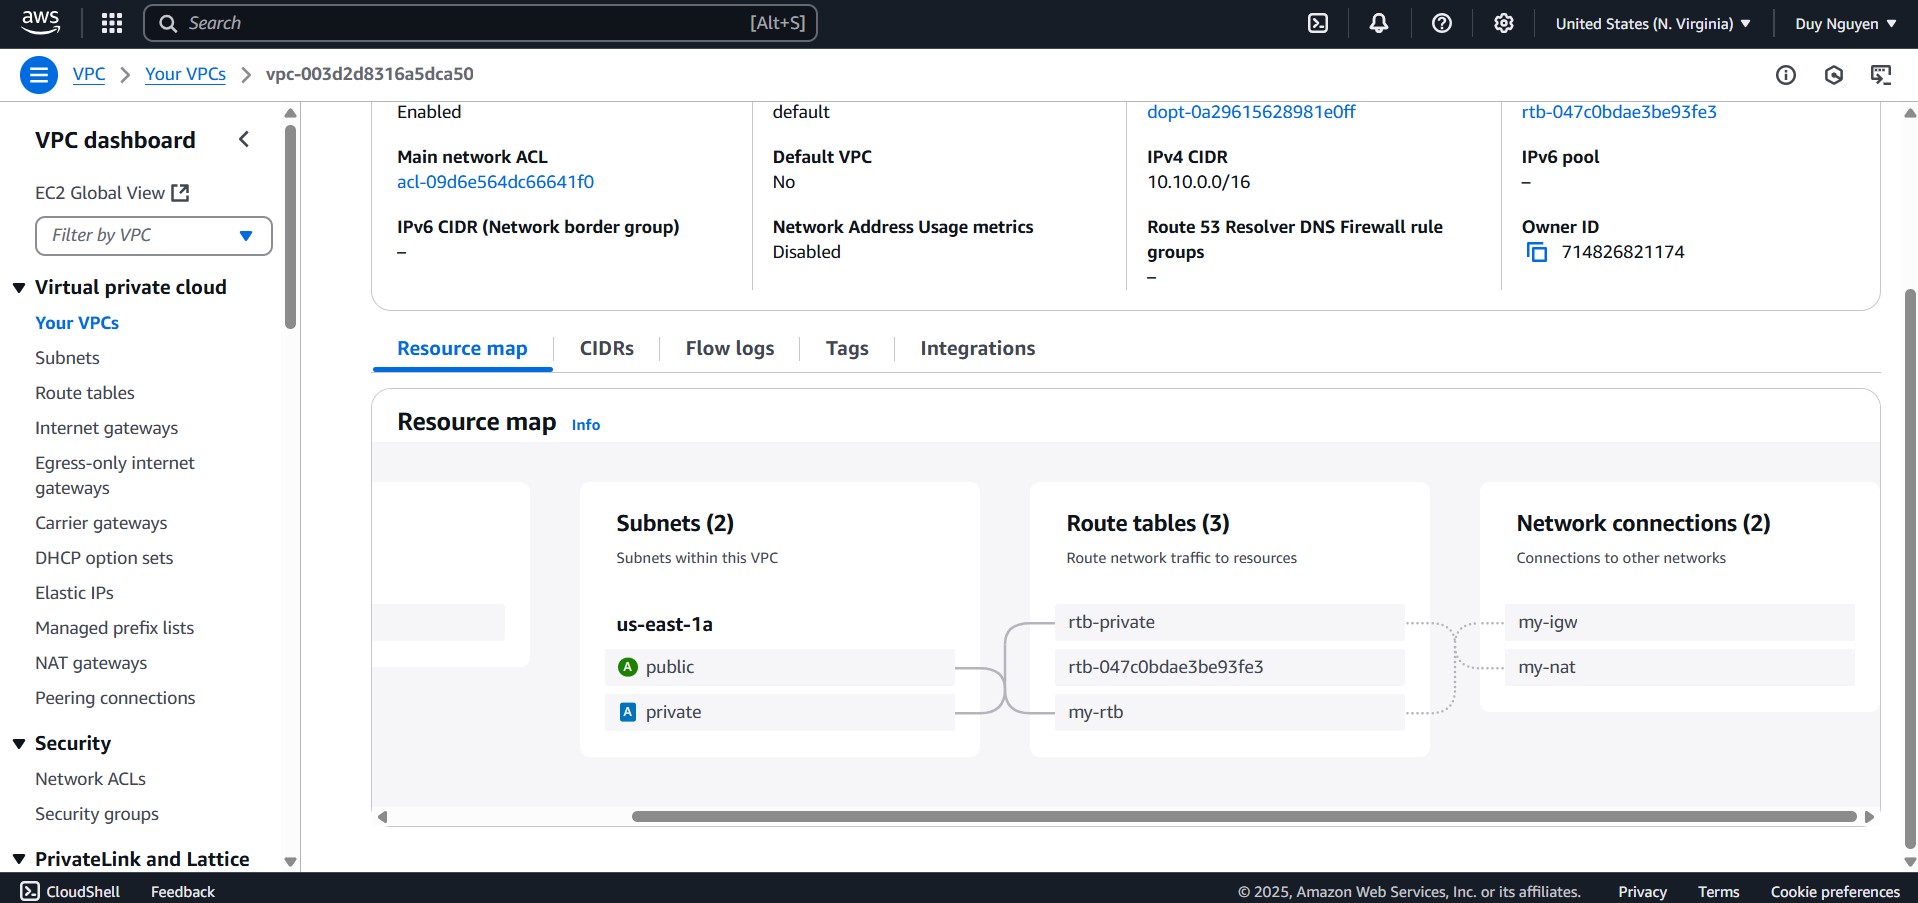 aws
Search
[Alt+S]
United States (N. Virginia)
Duy Nguyen
VPC
Your VPCs
vpc-003d2d8316a5dca50
VPC dashboard
EC2 Global View
Filter by VPC
Virtual private cloud
Your VPCs
Subnets
Route tables
Internet gateways
Egress-only internet
gateways
Carrier gateways
DHCP option sets
Elastic IPs
Managed prefix lists
NAT gateways
Peering connections
Security
Network ACLs
Security groups
PrivateLink and Lattice
Enabled
default
dopt-0a29615628981e0ff
rtb-047c0bdae3be93fe3
Main network ACL
acl-09d6e564dc66641f0
Default VPC
No
IPv4 CIDR
10.10.0.0/16
IPv6 pool
–
IPv6 CIDR (Network border group)
–
Network Address Usage metrics
Disabled
Route 53 Resolver DNS Firewall rule
groups
–
Owner ID
714826821174
Resource map
CIDRs
Flow logs
Tags
Integrations
Resource map
Info
Subnets (2)
Subnets within this VPC
us-east-1a
A public
A private
Route tables (3)
Route network traffic to resources
rtb-private
rtb-047c0bdae3be93fe3
my-rtb
Network connections (2)
Connections to other networks
my-igw
my-nat
CloudShell
Feedback
© 2025, Amazon Web Services, Inc. or its affiliates.
Privacy
Terms
Cookie preferences